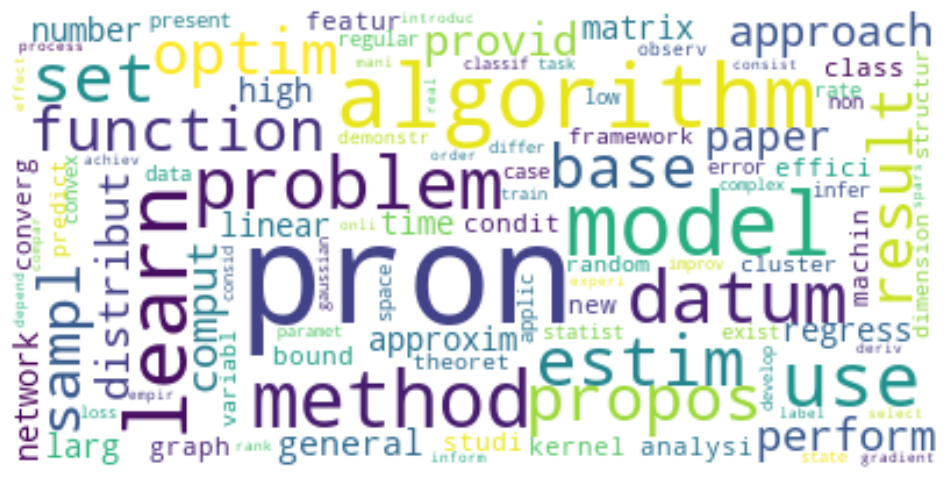 number
present
featur
introduc
matrix
approach
process
optim
regular
provid
observ
set
mani
classif
task
consist
class
effect
high
algorithm
real
low
rate
non
structur
function
demonstr
framework
paper
result
achiev
order
differ
case
base
error
effici
converg
convex
data
problem
train
complex
infer
spars
predict
distribut
learn
linear
onli
time
condit
model
machin
compar
sampl
comput
consid
pron
gaussian
space
random
improv
cluster
dimension
depend
experi
applic
new
datum
variabl
paramet
approxim
statist
exist
regress
network
bound
theoret
estim
develop
deriv
empir
method
propos
use
loss
label
select
larg
graph
rank
general
studi
inform
kernel
analysi
perform
state
gradient